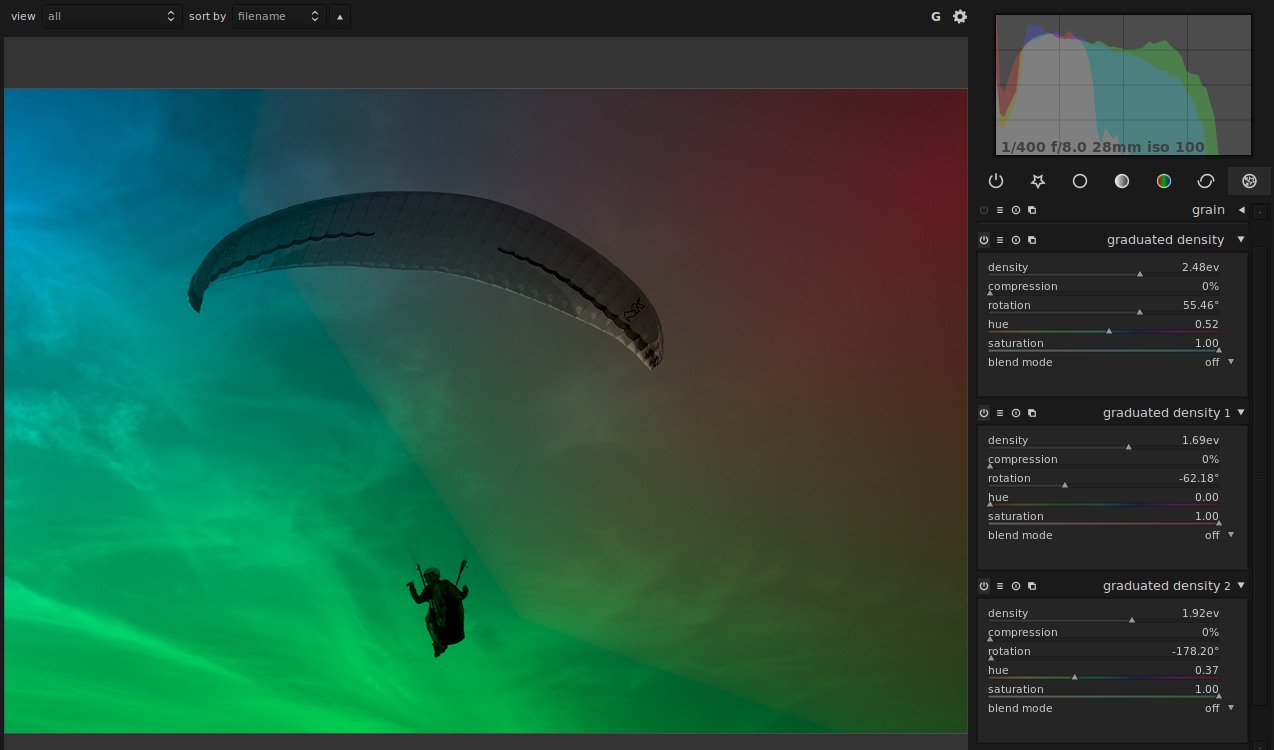 view all sort by filename G
1/400 f/8.0 28mm iso 100
grain
graduated density
density 2.48ev
compression 0%
rotation 55.46°
hue 0.52
saturation 1.00
blend mode off
graduated density 1
density 1.69ev
compression 0%
rotation -62.18°
hue 0.00
saturation 1.00
blend mode off
graduated density 2
density 1.92ev
compression 0%
rotation -178.20°
hue 0.37
saturation 1.00
blend mode off